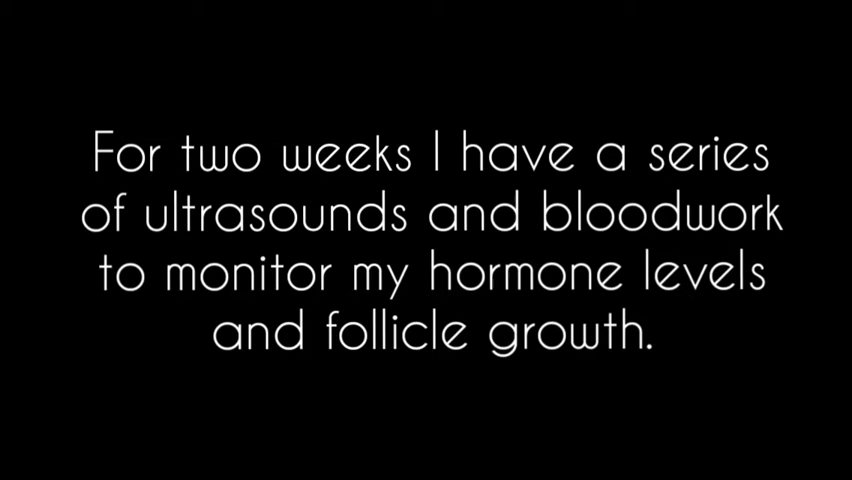 For two weeks I have a series
of ultrasounds and bloodwork
to monitor my hormone levels
and follicle growth.